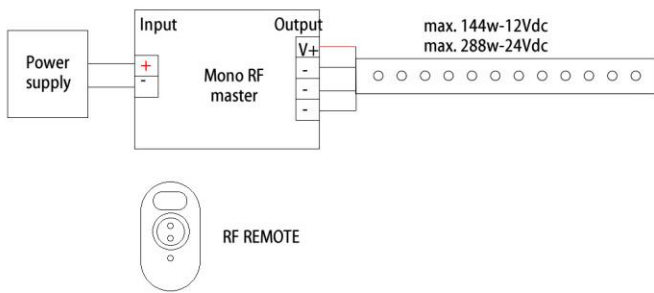 Input
Output
max. 144w-12Vdc
max. 288w-24Vdc
Power
supply
+
-
Mono RF
master
V+
-
-
-
RF REMOTE